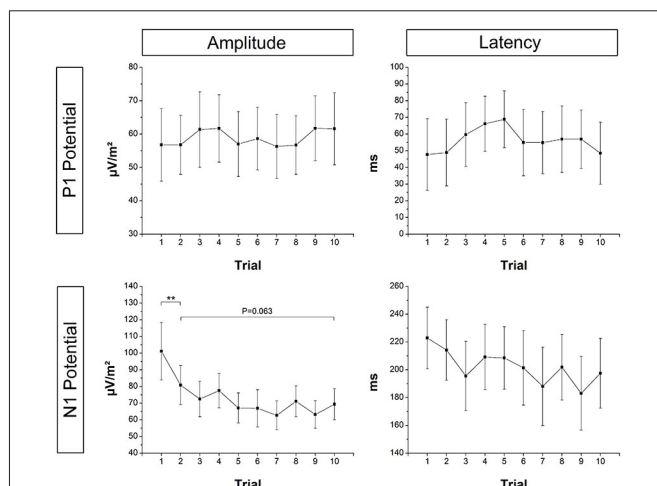 Amplitude
Latency
P1 Potential
80
70
60
50
40
30
µV/m²
1 2 3 4 5 6 7 8 9 10
Trial
100
90
80
70
60
50
40
30
20
10
0
ms
1 2 3 4 5 6 7 8 9 10
Trial
N1 Potential
140
130
120
110
100
90
80
70
60
50
40
µV/m²
**
P=0.063
1 2 3 4 5 6 7 8 9 10
Trial
260
240
220
200
180
160
140
ms
1 2 3 4 5 6 7 8 9 10
Trial